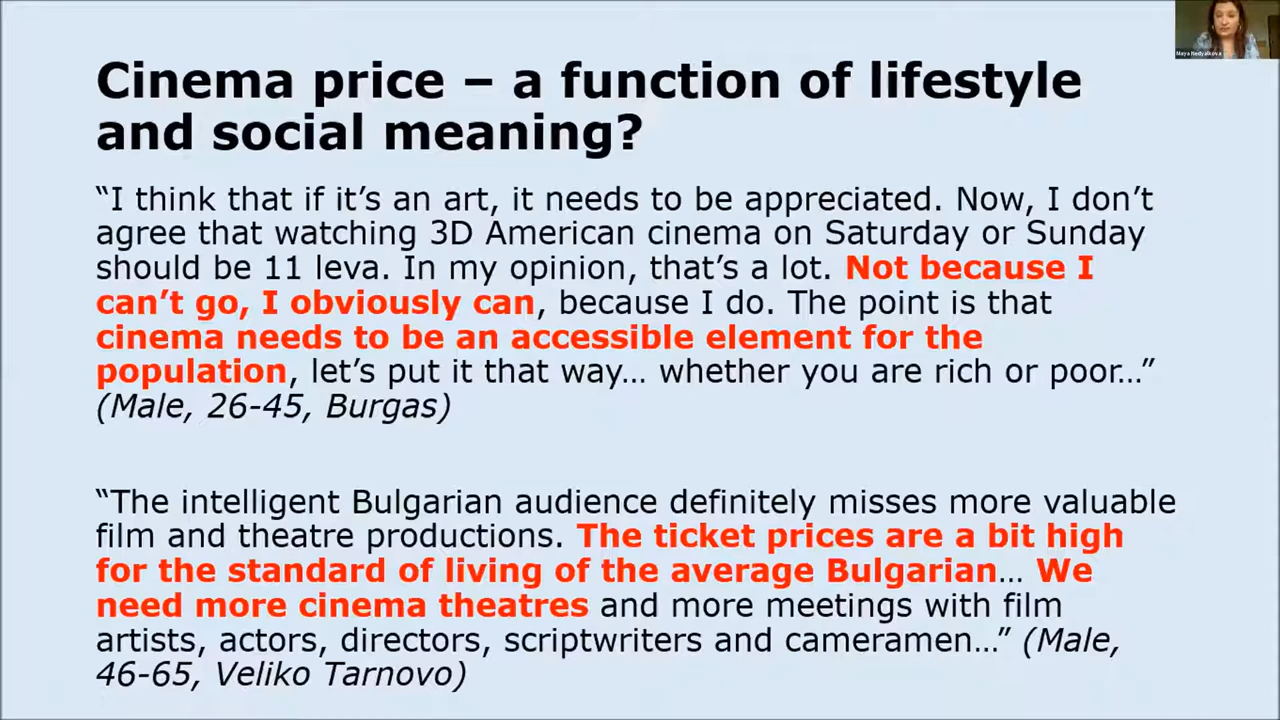 Maya Nedyalkova
Cinema price – a function of lifestyle
and social meaning?
“I think that if it’s an art, it needs to be appreciated. Now, I don’t
agree that watching 3D American cinema on Saturday or Sunday
should be 11 leva. In my opinion, that’s a lot. Not because I
can’t go, I obviously can, because I do. The point is that
cinema needs to be an accessible element for the
population, let’s put it that way… whether you are rich or poor…”
(Male, 26-45, Burgas)
“The intelligent Bulgarian audience definitely misses more valuable
film and theatre productions. The ticket prices are a bit high
for the standard of living of the average Bulgarian… We
need more cinema theatres and more meetings with film
artists, actors, directors, scriptwriters and cameramen…” (Male,
46-65, Veliko Tarnovo)